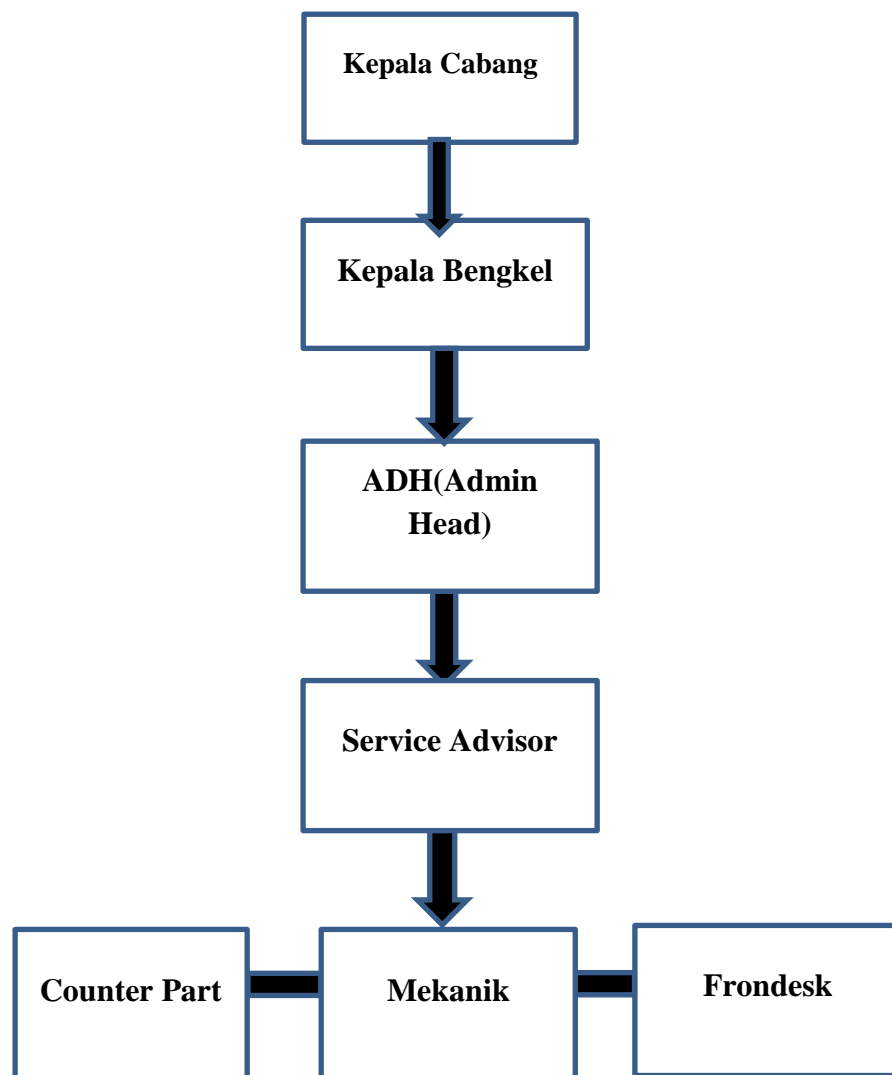 Kepala Cabang
Kepala Bengkel
ADH(Admin
Head)
Service Advisor
Counter Part
Mekanik
Frondesk